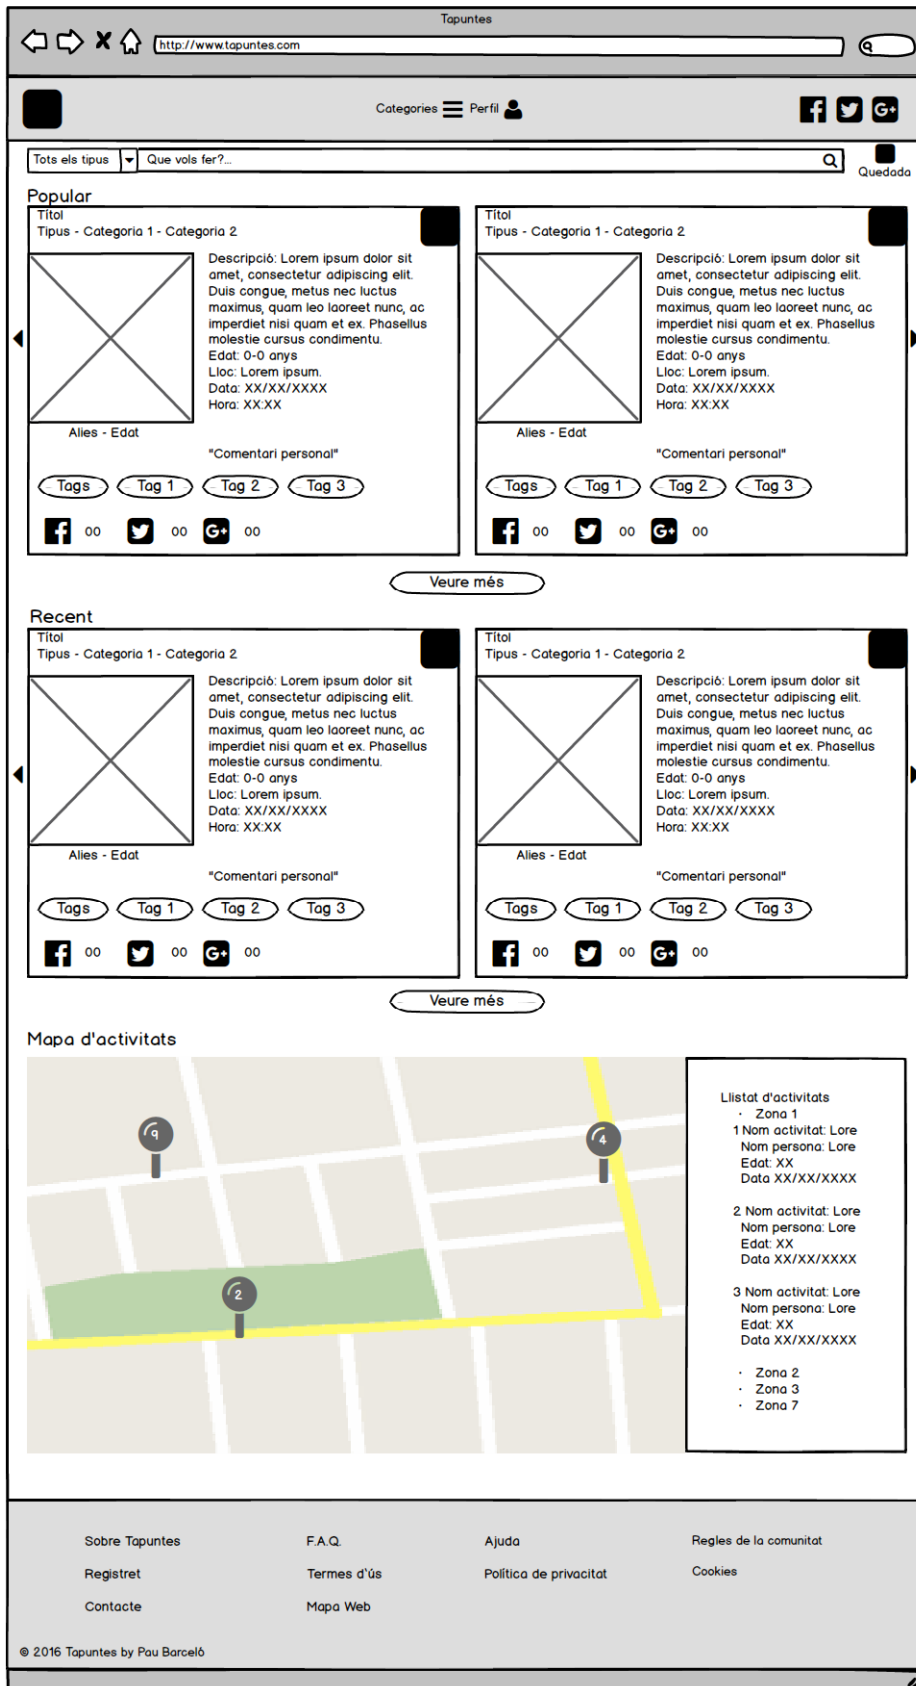 Tapuntes
http://www.tapuntes.com
Categories Perfil
Tots els tipus Que vols fer?...
Quedada
Popular
Títol
Tipus - Categoria 1 - Categoria 2
Descripció: Lorem ipsum dolor sit
amet, consectetur adipiscing elit.
Duis congue, metus nec luctus
maximus, quam leo laoreet nunc, ac
imperdiet nisi quam et ex. Phasellus
molestie cursus condimentu.
Edat: 0-0 anys
Lloc: Lorem ipsum.
Data: XX/XX/XXXX
Hora: XX:XX
Alies - Edat
"Comentari personal"
Tags Tag 1 Tag 2 Tag 3
00 00 00
Títol
Tipus - Categoria 1 - Categoria 2
Descripció: Lorem ipsum dolor sit
amet, consectetur adipiscing elit.
Duis congue, metus nec luctus
maximus, quam leo laoreet nunc, ac
imperdiet nisi quam et ex. Phasellus
molestie cursus condimentu.
Edat: 0-0 anys
Lloc: Lorem ipsum.
Data: XX/XX/XXXX
Hora: XX:XX
Alies - Edat
"Comentari personal"
Tags Tag 1 Tag 2 Tag 3
00 00 00
Veure més
Recent
Títol
Tipus - Categoria 1 - Categoria 2
Descripció: Lorem ipsum dolor sit
amet, consectetur adipiscing elit.
Duis congue, metus nec luctus
maximus, quam leo laoreet nunc, ac
imperdiet nisi quam et ex. Phasellus
molestie cursus condimentu.
Edat: 0-0 anys
Lloc: Lorem ipsum.
Data: XX/XX/XXXX
Hora: XX:XX
Alies - Edat
"Comentari personal"
Tags Tag 1 Tag 2 Tag 3
00 00 00
Títol
Tipus - Categoria 1 - Categoria 2
Descripció: Lorem ipsum dolor sit
amet, consectetur adipiscing elit.
Duis congue, metus nec luctus
maximus, quam leo laoreet nunc, ac
imperdiet nisi quam et ex. Phasellus
molestie cursus condimentu.
Edat: 0-0 anys
Lloc: Lorem ipsum.
Data: XX/XX/XXXX
Hora: XX:XX
Alies - Edat
"Comentari personal"
Tags Tag 1 Tag 2 Tag 3
00 00 00
Veure més
Mapa d'activitats
9
4
2
Llistat d'activitats
· Zona 1
1 Nom activitat: Lore
Nom persona: Lore
Edat: XX
Data XX/XX/XXXX
2 Nom activitat: Lore
Nom persona: Lore
Edat: XX
Data XX/XX/XXXX
3 Nom activitat: Lore
Nom persona: Lore
Edat: XX
Data XX/XX/XXXX
· Zona 2
· Zona 3
· Zona 7
Sobre Tapuntes F.A.Q. Ajuda Regles de la comunitat
Registret Termes d'ús Política de privacitat Cookies
Contacte Mapa Web
© 2016 Tapuntes by Pau Barceló